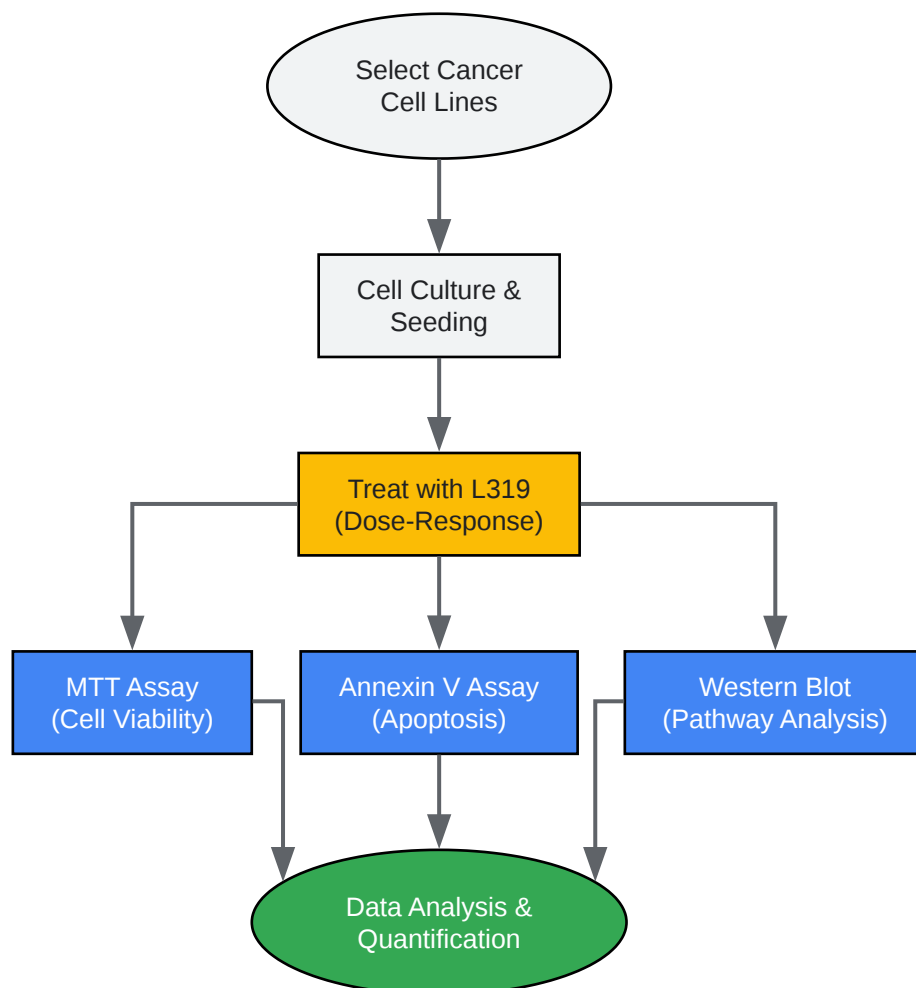 Select Cancer
Cell Lines
Cell Culture &
Seeding
Treat with L319
(Dose-Response)
MTT Assay
(Cell Viability)
Annexin V Assay
(Apoptosis)
Western Blot
(Pathway Analysis)
Data Analysis &
Quantification